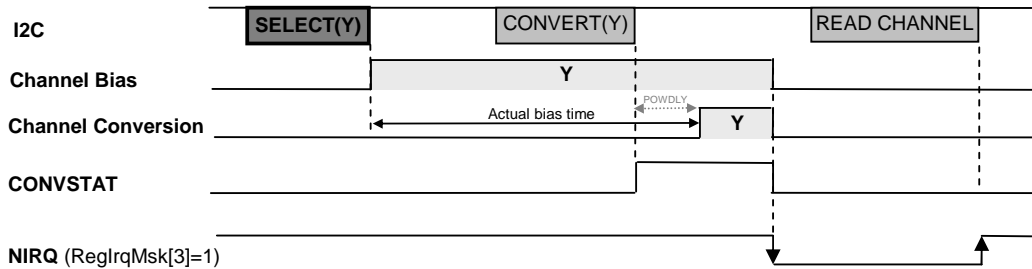 I2C SELECT(Y) CONVERT(Y) READ CHANNEL
Channel Bias Y
POWDLY
Actual bias time
Channel Conversion Y
CONVSTAT
NIRQ (RegIrqMsk[3]=1)